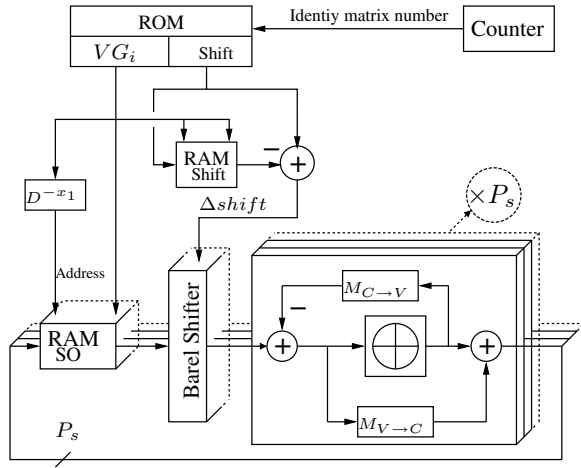 ROM
Identiy matrix number
Counter
VG_i
Shift
RAM
Shift
−
+
D^{-x_1}
Δshift
×P_s
Address
Barel Shifter
M_{C→V}
−
RAM
SO
+
+
M_{V→C}
P_s